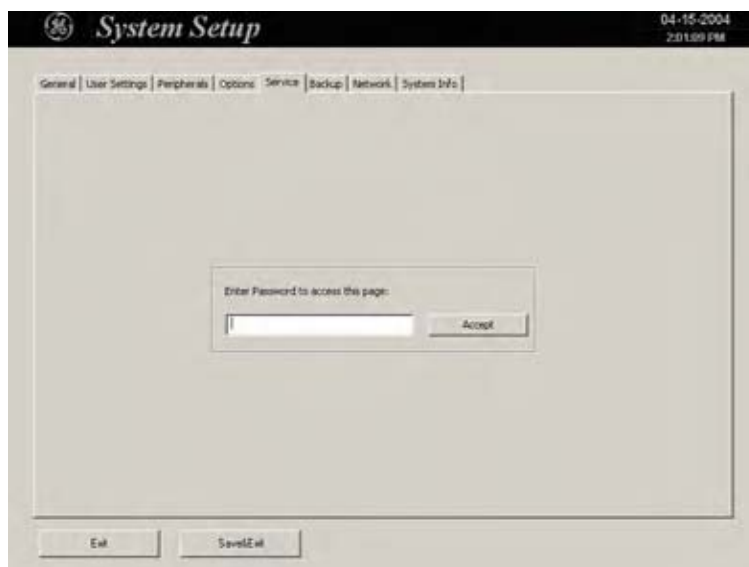 GE
System Setup
04-15-2004
2:01:09 PM
General | User Settings | Peripherals | Options | Service | Backup | Network | System Info |
Enter Password to access this page:
Accept
Exit
Save&Exit